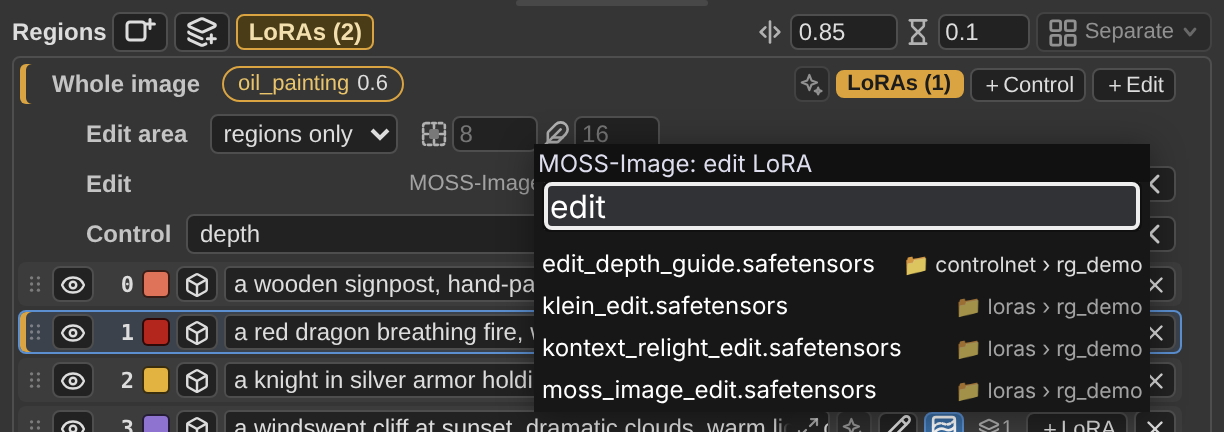 Regions LoRAs (2) 0.85 0.1 Separate
Whole image oil_painting 0.6 LoRAs (1) + Control + Edit
Edit area regions only 8 16
MOSS-Image: edit LoRA
Edit MOSS-Image
edit
Control depth
edit_depth_guide.safetensors controlnet › rg_demo
0 a wooden signpost, hand-pa
klein_edit.safetensors loras › rg_demo
1 a red dragon breathing fire,
kontext_relight_edit.safetensors loras › rg_demo
2 a knight in silver armor holdi
moss_image_edit.safetensors loras › rg_demo
3 a windswept cliff at sunset, dramatic clouds, warm li 1 + LoRA